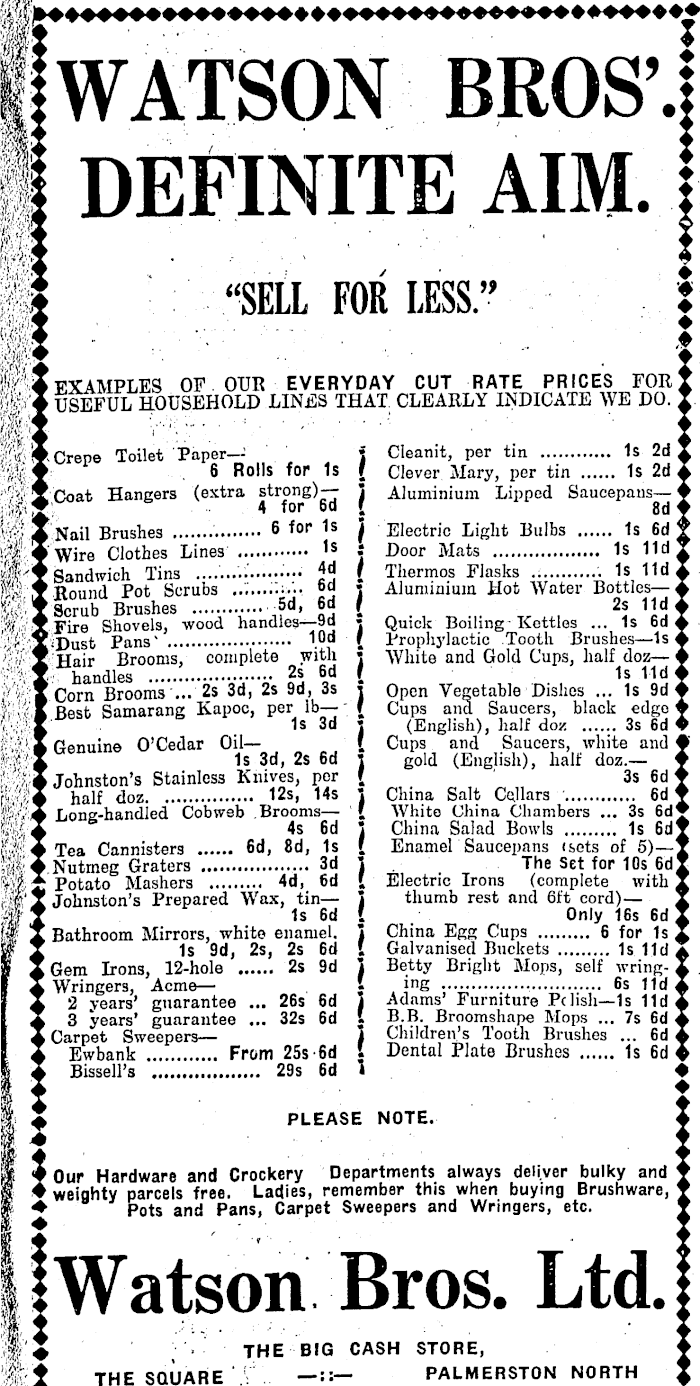 WATSON BROS'.
DEFINITE AIM.
“SELL FOR LESS.”
EXAMPLES OF OUR EVERYDAY CUT RATE PRICES FOR
USEFUL HOUSEHOLD LINES THAT CLEARLY INDICATE WE DO.
Crepe Toilet Paper—
6 Rolls for 1s
Coat Hangers (extra strong)—
4 for 6d
Nail Brushes ............... 6 for 1s
Wire Clothes Lines ............ 1s
Sandwich Tins .................. 4d
Round Pot Scrubs ............ 6d
Scrub Brushes ............ 5d, 6d
Fire Shovels, wood handles—9d
Dust Pans ..................... 10d
Hair Brooms, complete with
handles ..................... 2s 6d
Corn Brooms ... 2s 3d, 2s 9d, 3s
Best Samarang Kapoc, per lb—
1s 3d
Genuine O'Cedar Oil—
1s 3d, 2s 6d
Johnston's Stainless Knives, per
half doz. ............... 12s, 14s
Long-handled Cobweb Brooms—
4s 6d
Tea Cannisters ...... 6d, 8d, 1s
Nutmeg Graters .................. 3d
Potato Mashers ......... 4d, 6d
Johnston's Prepared Wax, tin—
1s 6d
Bathroom Mirrors, white enamel.
1s 9d, 2s, 2s 6d
Gem Irons, 12-hole ...... 2s 9d
Wringers, Acme—
2 years' guarantee ... 26s 6d
3 years' guarantee ... 32s 6d
Carpet Sweepers—
Ewbank ............ From 25s 6d
Bissell's .................. 29s 6d
Cleanit, per tin ............ 1s 2d
Clever Mary, per tin ...... 1s 2d
Aluminium Lipped Saucepans—
8d
Electric Light Bulbs ...... 1s 6d
Door Mats .................. 1s 11d
Thermos Flasks ............ 1s 11d
Aluminium Hot Water Bottles—
2s 11d
Quick Boiling Kettles ... 1s 6d
Prophylactic Tooth Brushes—1s
White and Gold Cups, half doz—
1s 11d
Open Vegetable Dishes ... 1s 9d
Cups and Saucers, black edge
(English), half doz ...... 3s 6d
Cups and Saucers, white and
gold (English), half doz.—
3s 6d
China Salt Cellars ............ 6d
White China Chambers ... 3s 6d
China Salad Bowls ......... 1s 6d
Enamel Saucepans (sets of 5)—
The Set for 10s 6d
Electric Irons (complete with
thumb rest and 6ft cord)—
Only 16s 6d
China Egg Cups ......... 6 for 1s
Galvanised Buckets ......... 1s 11d
Betty Bright Mops, self wring-
ing ........................... 6s 11d
Adams' Furniture Polish—1s 11d
B.B. Broomshape Mops ... 7s 6d
Children's Tooth Brushes ... 6d
Dental Plate Brushes ...... 1s 6d
PLEASE NOTE.
Our Hardware and Crockery Departments always deliver bulky and
weighty parcels free. Ladies, remember this when buying Brushware,
Pots and Pans, Carpet Sweepers and Wringers, etc.
Watson Bros. Ltd.
THE BIG CASH STORE,
THE SQUARE —::— PALMERSTON NORTH